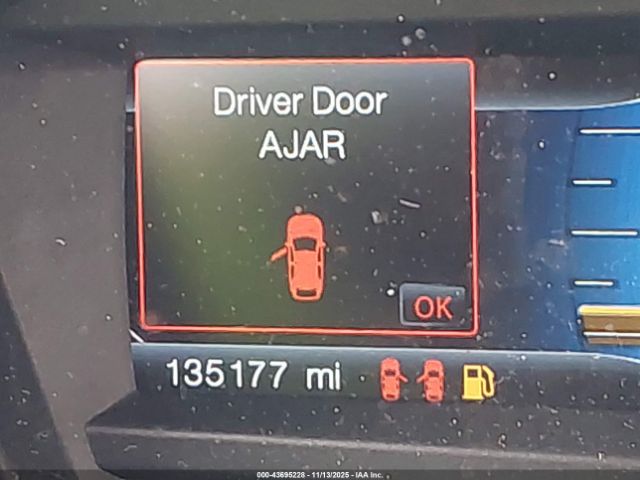 Driver Door
AJAR
OK
135177 mi
000-43695228 - 11/13/2025 - IAA Inc.